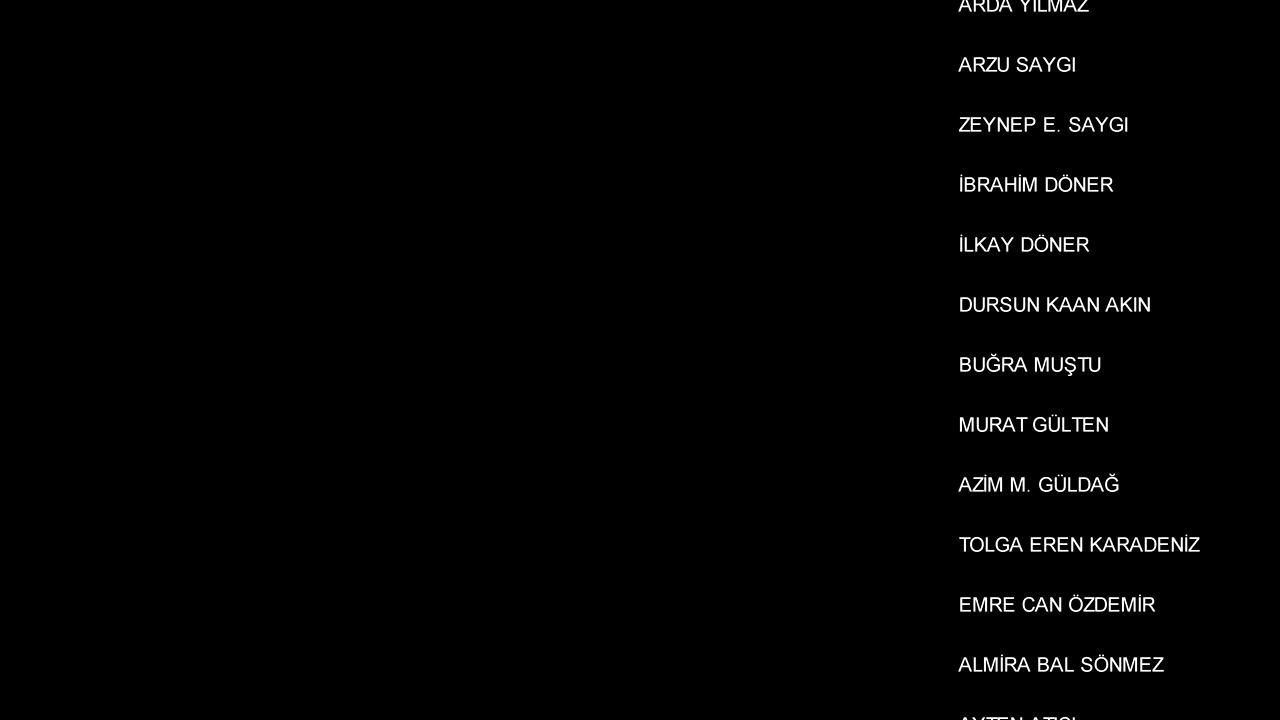 ARDA YILMAZ
ARZU SAYGI
ZEYNEP E. SAYGI
İBRAHİM DÖNER
İLKAY DÖNER
DURSUN KAAN AKIN
BUĞRA MUŞTU
MURAT GÜLTEN
AZİM M. GÜLDAĞ
TOLGA EREN KARADENİZ
EMRE CAN ÖZDEMİR
ALMİRA BAL SÖNMEZ